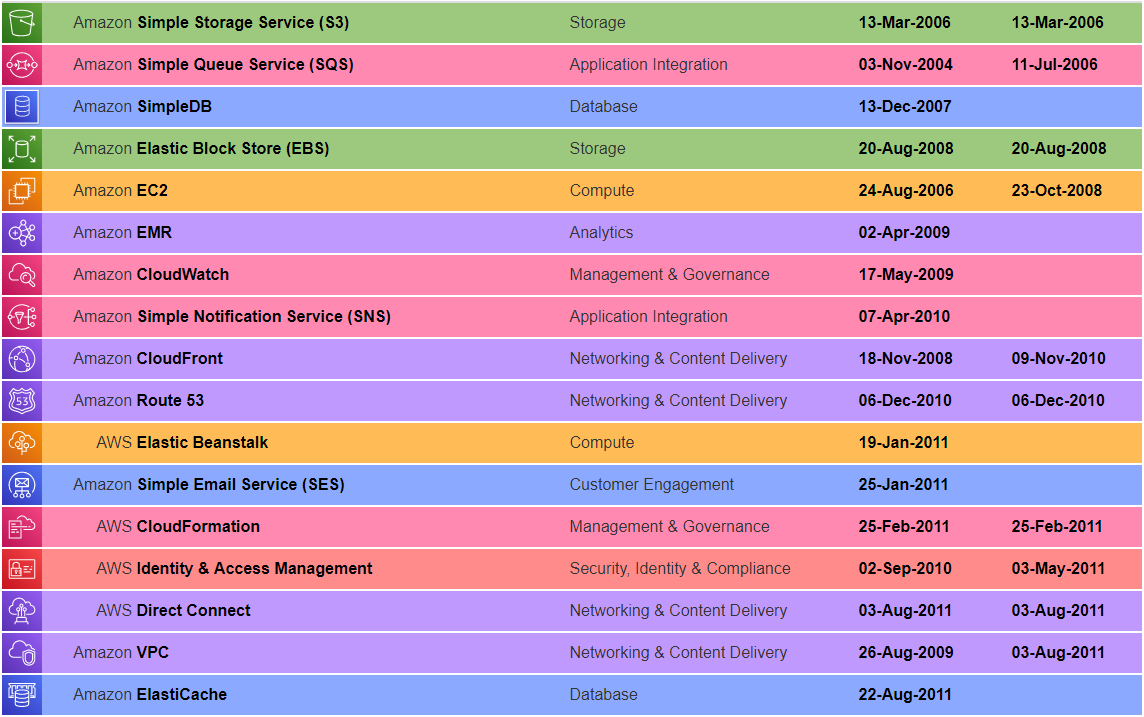 Amazon Simple Storage Service (S3) Storage 13-Mar-2006 13-Mar-2006
Amazon Simple Queue Service (SQS) Application Integration 03-Nov-2004 11-Jul-2006
Amazon SimpleDB Database 13-Dec-2007
Amazon Elastic Block Store (EBS) Storage 20-Aug-2008 20-Aug-2008
Amazon EC2 Compute 24-Aug-2006 23-Oct-2008
Amazon EMR Analytics 02-Apr-2009
Amazon CloudWatch Management & Governance 17-May-2009
Amazon Simple Notification Service (SNS) Application Integration 07-Apr-2010
Amazon CloudFront Networking & Content Delivery 18-Nov-2008 09-Nov-2010
53 Amazon Route 53 Networking & Content Delivery 06-Dec-2010 06-Dec-2010
AWS Elastic Beanstalk Compute 19-Jan-2011
Amazon Simple Email Service (SES) Customer Engagement 25-Jan-2011
AWS CloudFormation Management & Governance 25-Feb-2011 25-Feb-2011
AWS Identity & Access Management Security, Identity & Compliance 02-Sep-2010 03-May-2011
AWS Direct Connect Networking & Content Delivery 03-Aug-2011 03-Aug-2011
Amazon VPC Networking & Content Delivery 26-Aug-2009 03-Aug-2011
Amazon ElastiCache Database 22-Aug-2011